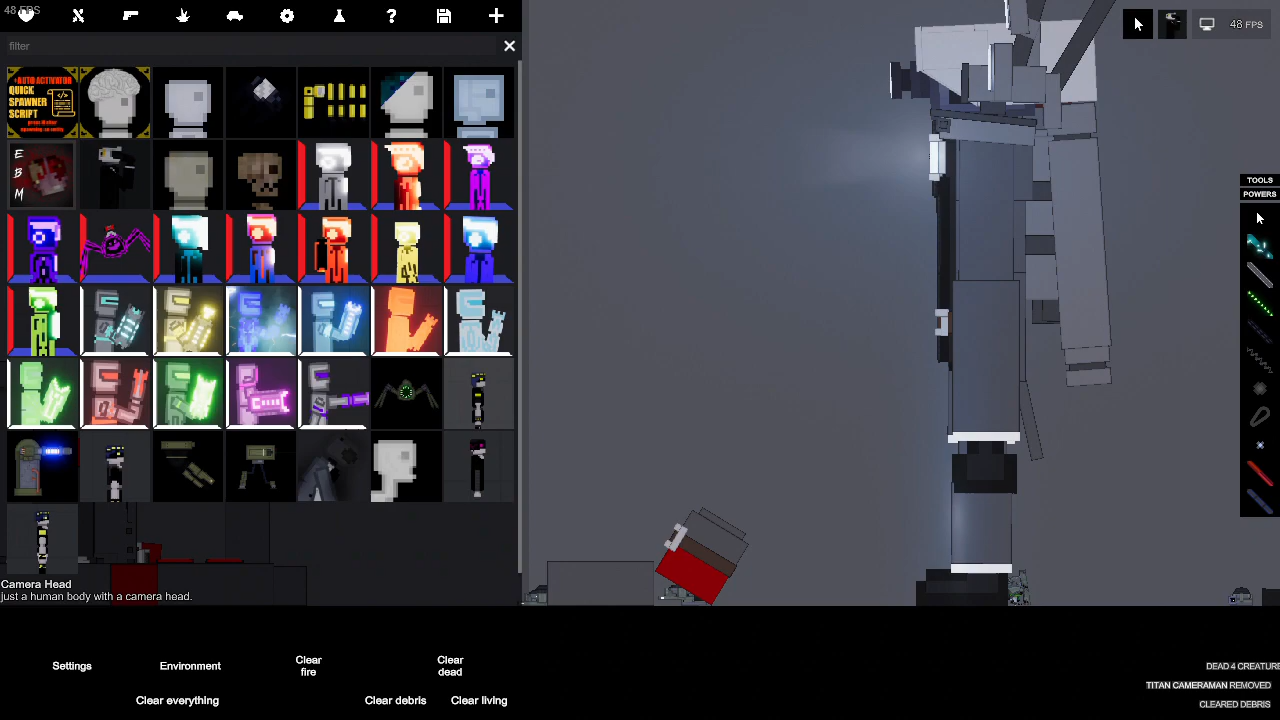 48 FPS
?
48 FPS
filter
+AUTO ACTIVATOR
QUICK
SPAWNER
SCRIPT
E
B
M
TOOLS
POWERS
Camera Head
just a human body with a camera head.
Settings
Environment
Clear
fire
Clear
dead
Clear everything
Clear debris
Clear living
DEAD 4 CREATURE
TITAN CAMERAMAN REMOVED
CLEARED DEBRIS